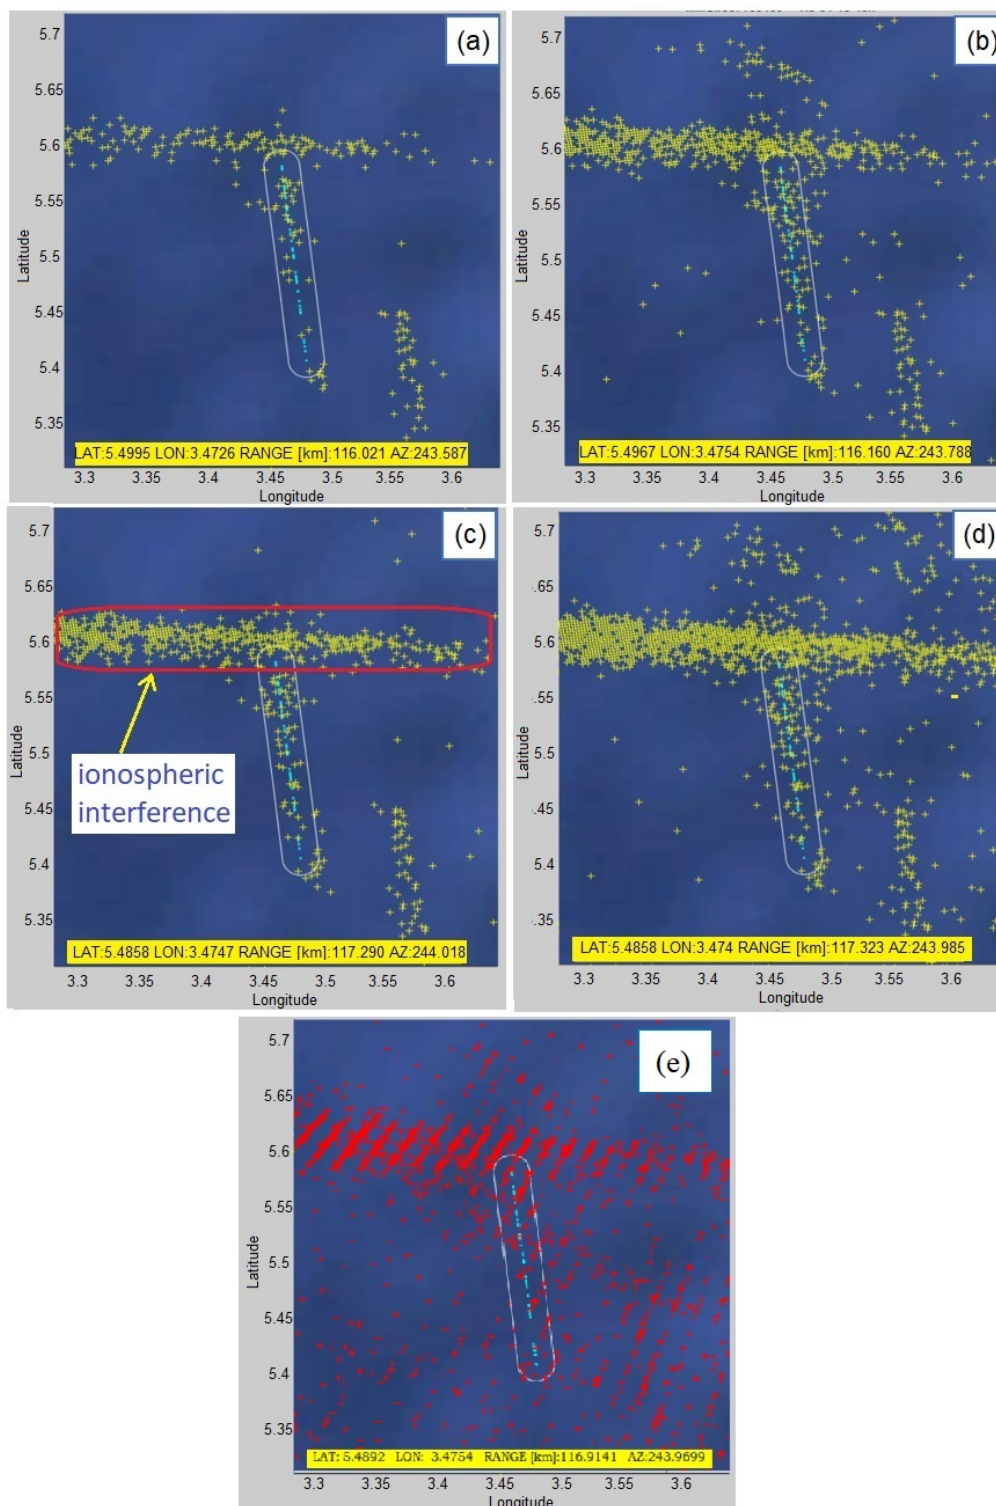 (a)
5.7
5.65
5.6
5.55
5.5
5.45
5.4
5.35
Latitude
LAT:5.4995 LON:3.4726 RANGE [km]:116.021 AZ:243.587
3.3 3.35 3.4 3.45 3.5 3.55 3.6
Longitude
(b)
5.7
5.65
5.6
5.55
5.5
5.45
5.4
5.35
Latitude
LAT:5.4967 LON:3.4754 RANGE [km]:116.160 AZ:243.788
3.3 3.35 3.4 3.45 3.5 3.55 3.6
Longitude
(c)
5.7
5.65
5.6
5.55
5.5
5.45
5.4
5.35
Latitude
ionospheric
interference
LAT:5.4858 LON:3.4747 RANGE [km]:117.290 AZ:244.018
3.3 3.35 3.4 3.45 3.5 3.55 3.6
Longitude
(d)
5.7
5.65
5.6
5.55
5.5
.45
5.4
.35
Latitude
LAT:5.4858 LON:3.474 RANGE [km]:117.323 AZ:243.985
3.3 3.35 3.4 3.45 3.5 3.55 3.6
Longitude
(e)
5.7
5.65
5.6
5.55
5.5
5.45
5.4
5.35
Latitude
LAT: 5.4892 LON: 3.4754 RANGE [km]:116.9141 AZ:243.9699
3.3 3.35 3.4 3.45 3.5 3.55 3.6
Longitude